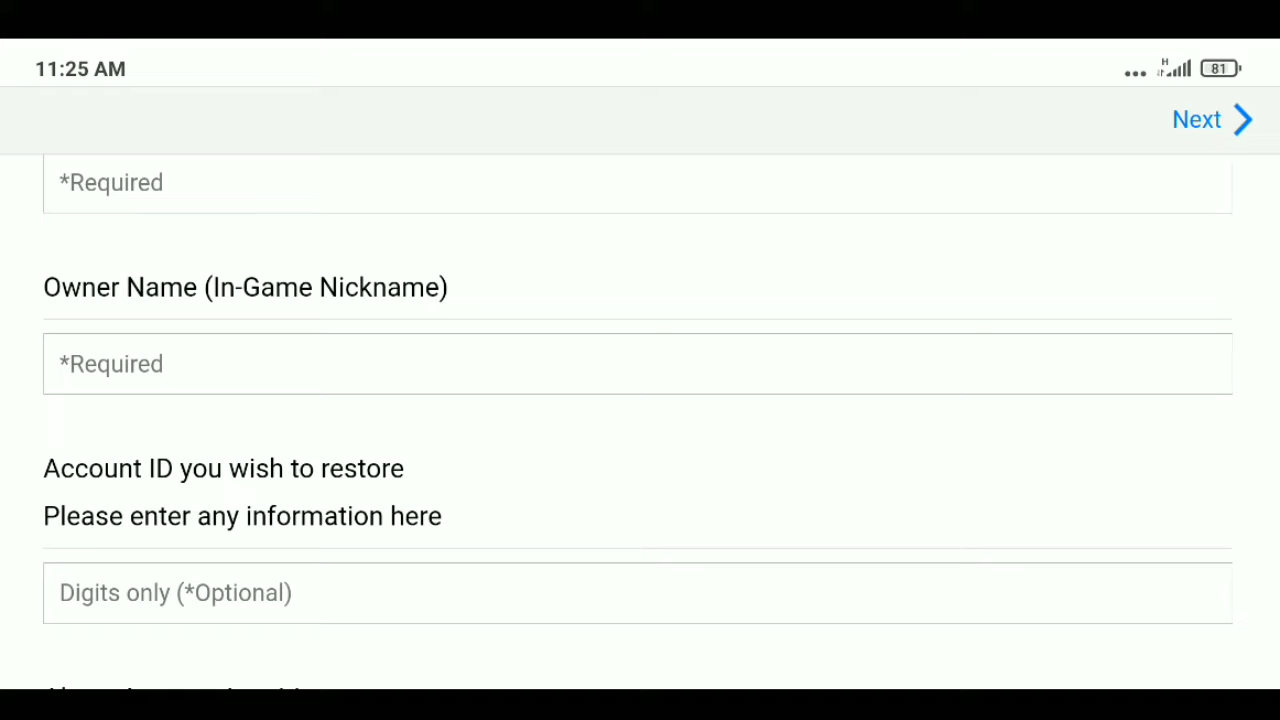 11:25 AM
H
81
Next
*Required
Owner Name (In-Game Nickname)
*Required
Account ID you wish to restore
Please enter any information here
Digits only (*Optional)